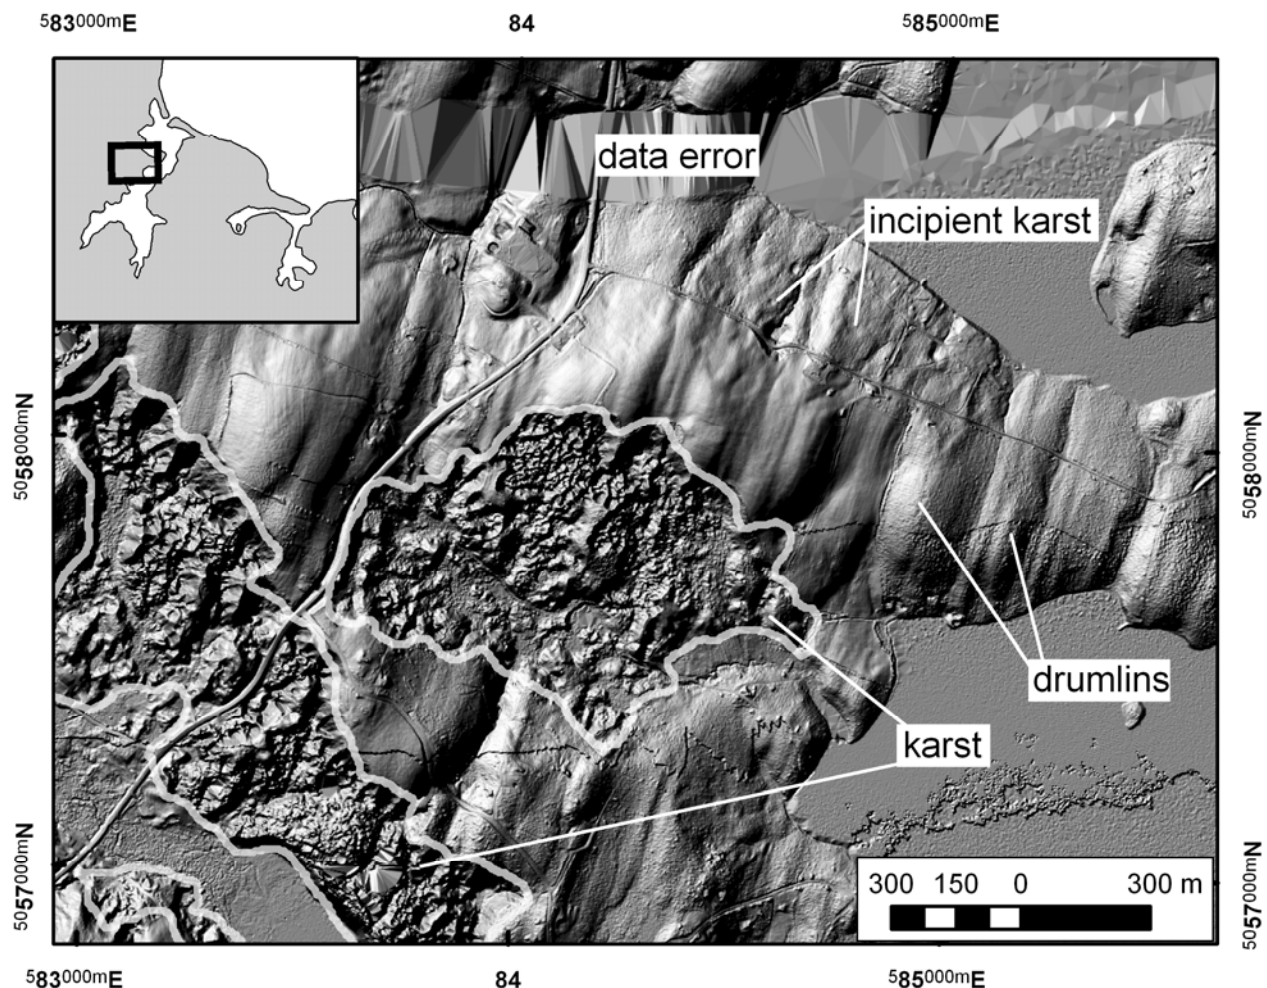 583000mE 84 585000mE
data error
incipient karst
5058000mN 5058000mN
drumlins
karst
5057000mN 5057000mN
300 150 0 300 m
583000mE 84 585000mE